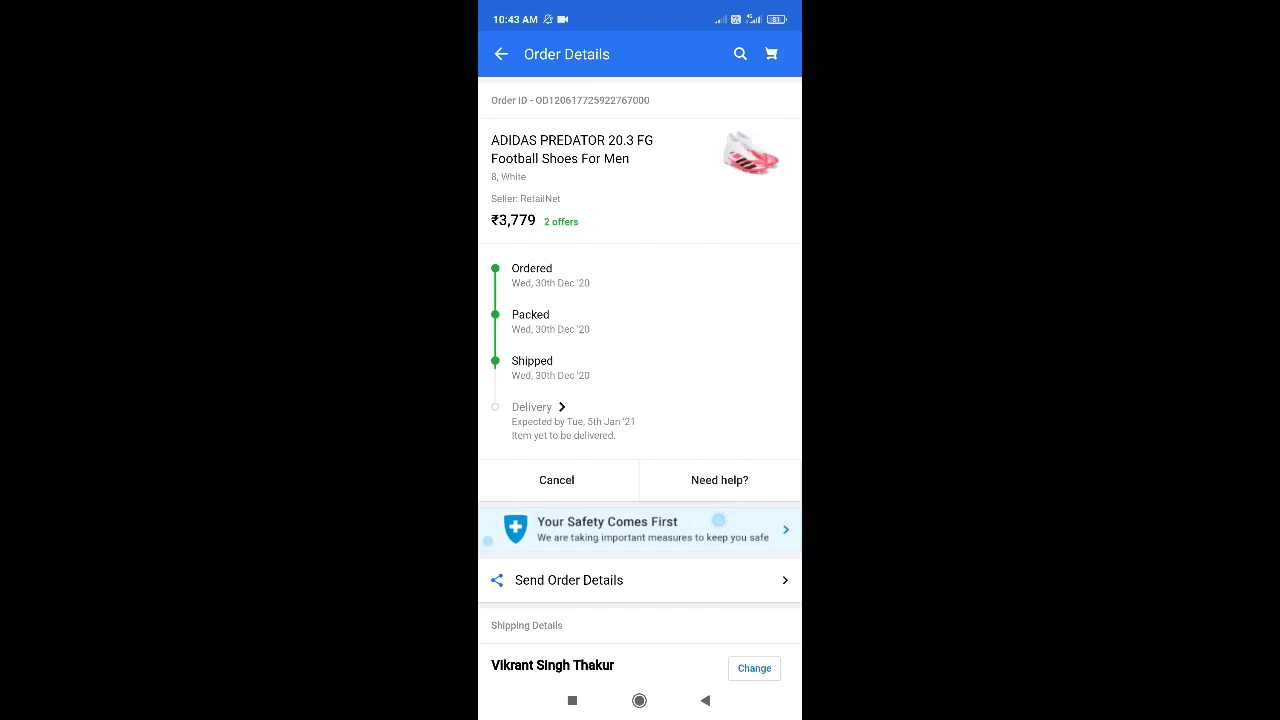 10:43 AM
81
Order Details
Order ID - OD120617725922767000
ADIDAS PREDATOR 20.3 FG
Football Shoes For Men
8, White
Seller: RetailNet
₹3,779 2 offers
Ordered
Wed, 30th Dec '20
Packed
Wed, 30th Dec '20
Shipped
Wed, 30th Dec '20
Delivery
Expected by Tue, 5th Jan '21
Item yet to be delivered.
Cancel
Need help?
Your Safety Comes First
We are taking important measures to keep you safe
Send Order Details
Shipping Details
Vikrant Singh Thakur
Change